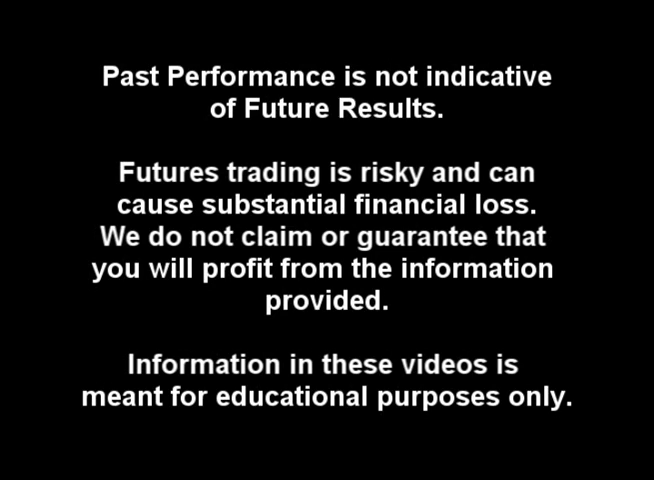 Past Performance is not indicative
of Future Results.
Futures trading is risky and can
cause substantial financial loss.
We do not claim or guarantee that
you will profit from the information
provided.
Information in these videos is
meant for educational purposes only.